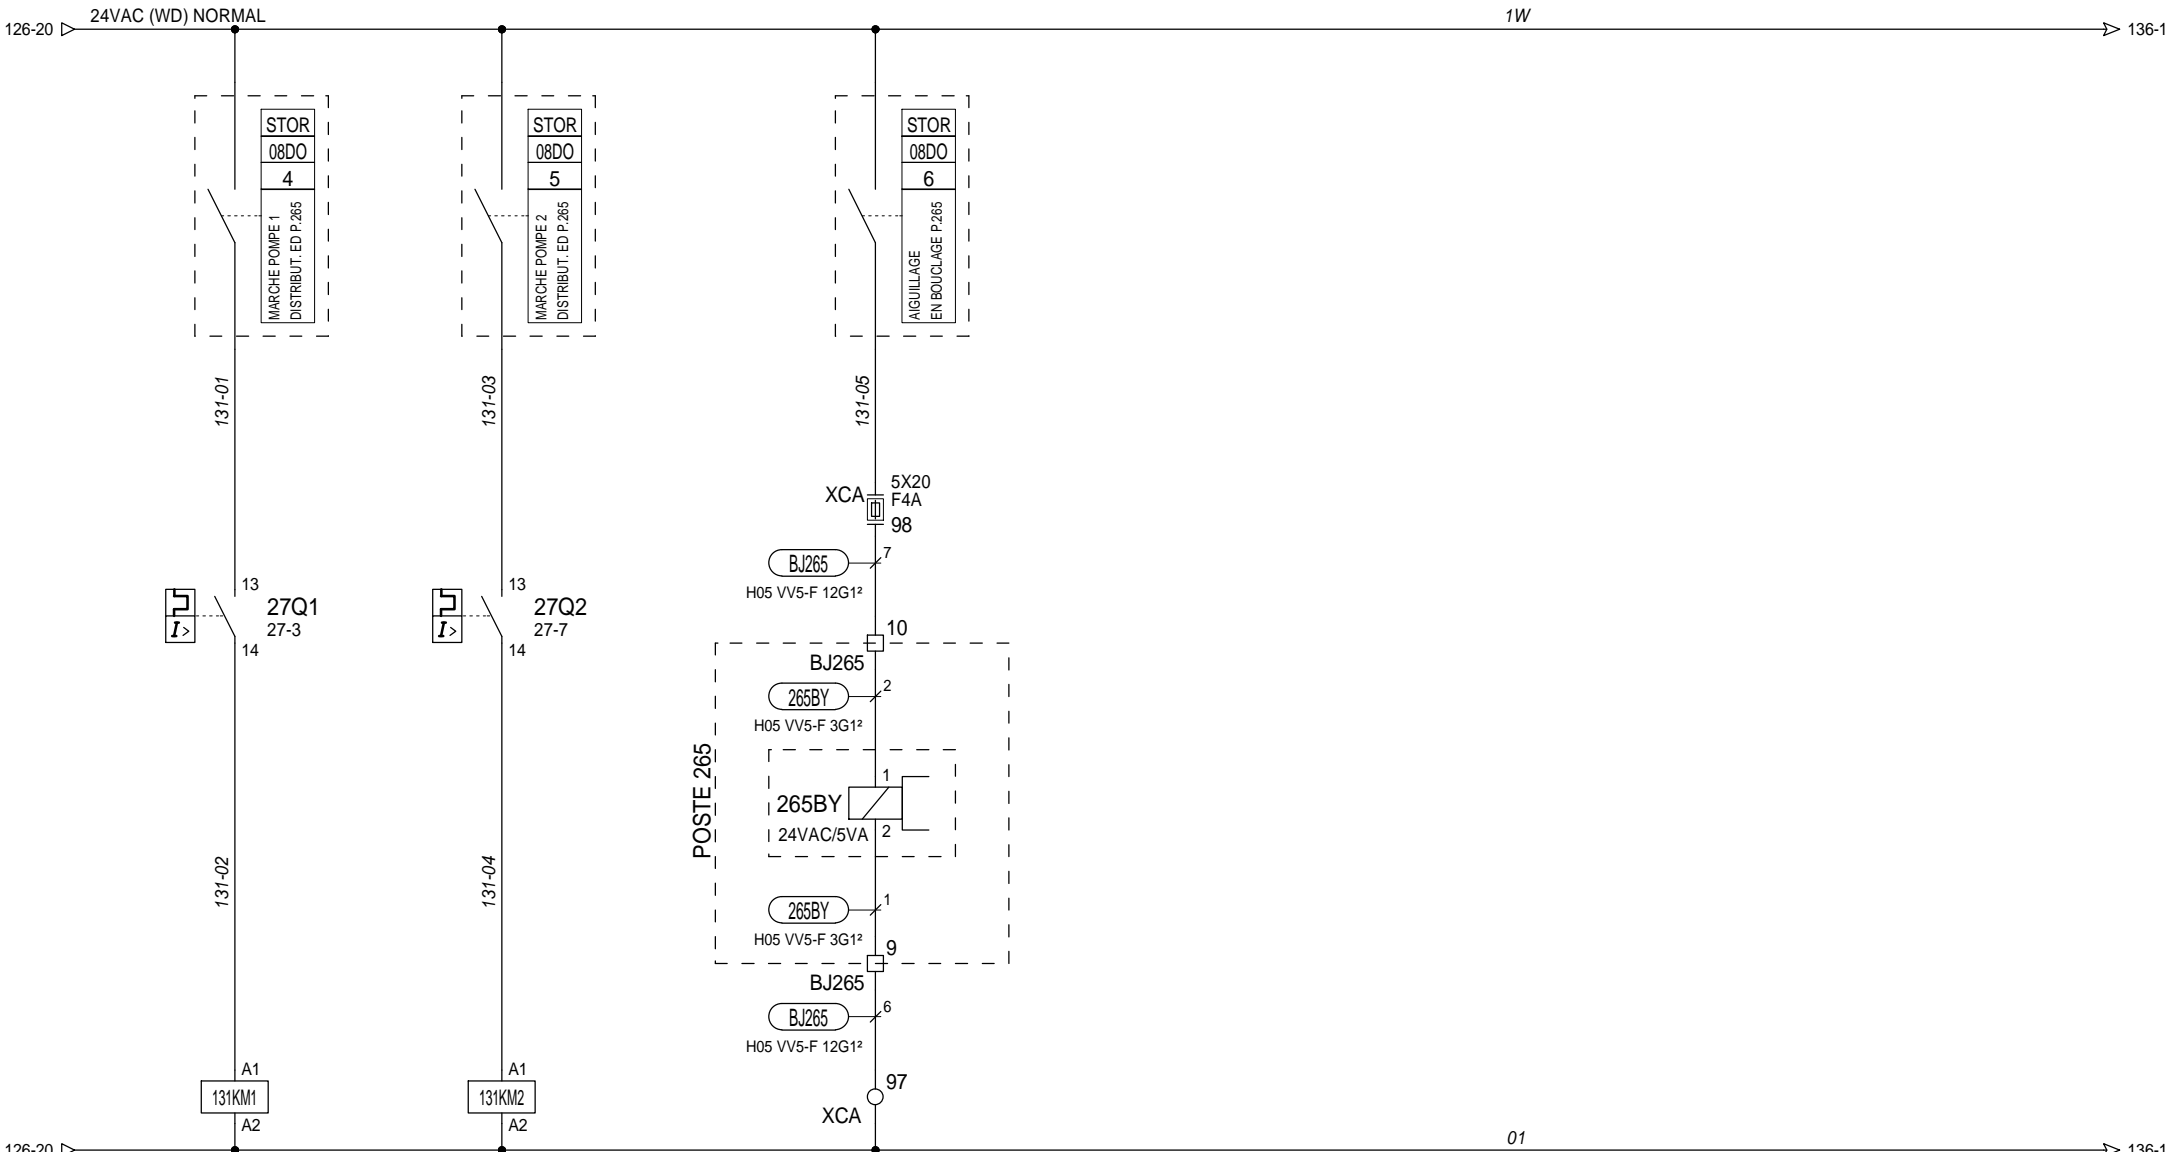 24VAC (WD) NORMAL
1W
126-20
136-1
STOR
08DO
4
MARCHE POMPE 1
DISTRIBUT. ED P.265
STOR
08DO
5
MARCHE POMPE 2
DISTRIBUT. ED P.265
STOR
08DO
6
AIGUILLAGE
EN BOUCLAGE P.265
131-01
131-03
131-05
XCA
5X20
F4A
98
BJ265
7
H05 VV5-F 12G1²
13
27Q1
27-3
14
I>
13
27Q2
27-7
14
I>
10
BJ265
265BY
2
H05 VV5-F 3G1²
POSTE 265
1
265BY
24VAC/5VA
2
131-02
131-04
265BY
1
H05 VV5-F 3G1²
9
BJ265
BJ265
6
H05 VV5-F 12G1²
A1
131KM1
A2
A1
131KM2
A2
97
XCA
01
126-20
136-1